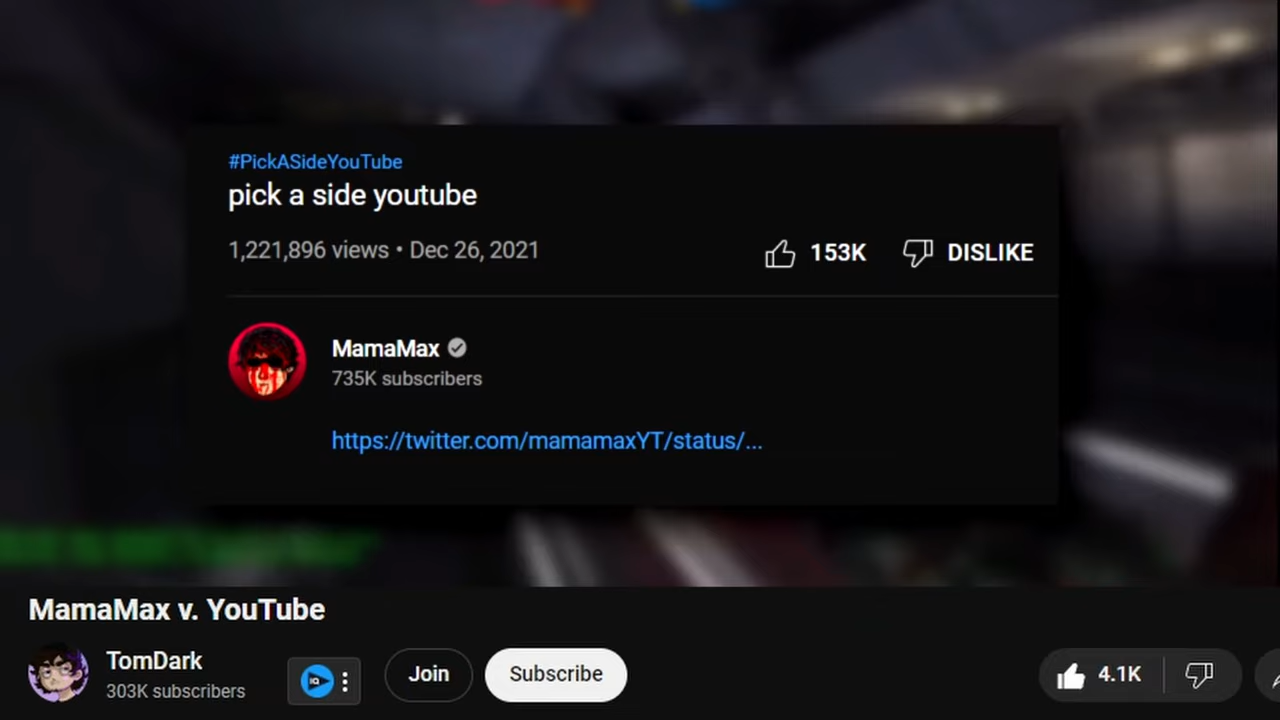 #PickASideYouTube
pick a side youtube
1,221,896 views • Dec 26, 2021
153K
DISLIKE
MamaMax
735K subscribers
https://twitter.com/mamamaxYT/status/...
MamaMax v. YouTube
TomDark
303K subscribers
IQ
Join
Subscribe
4.1K